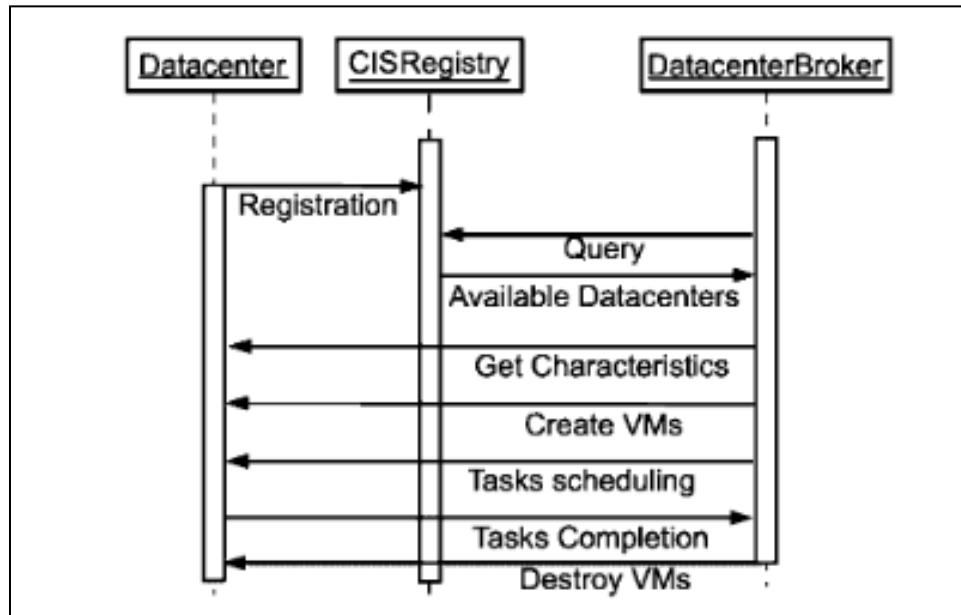 Datacenter
CISRegistry
DatacenterBroker
Registration
Query
Available Datacenters
Get Characteristics
Create VMs
Tasks scheduling
Tasks Completion
Destroy VMs